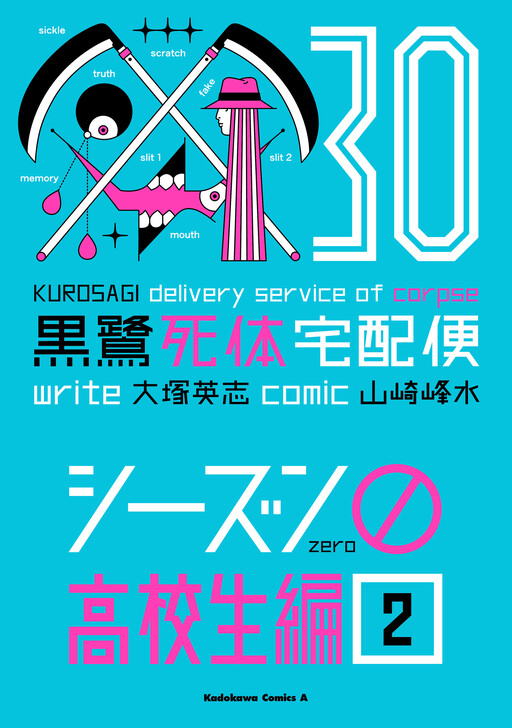 sickle
scratch
truth
fake
30
memory
slit 1
slit 2
mouth
KUROSAGI delivery service of corpse
黒鷺死体宅配便
write 大塚英志 comic 山崎峰水
シーズン0
zero
高校生編 2
Kadokawa Comics A